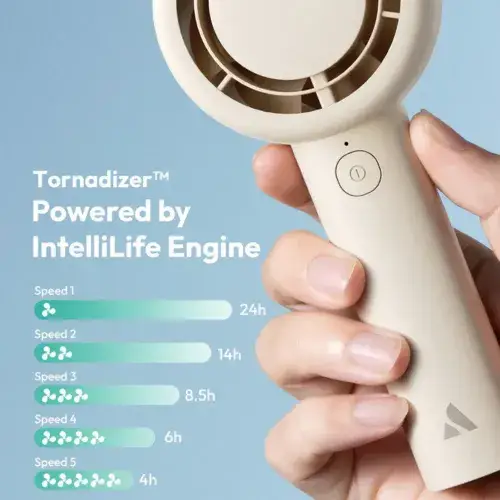 Tornadizer™
Powered by
IntelliLife Engine
Speed 1
24h
Speed 2
14h
Speed 3
8.5h
Speed 4
6h
Speed 5
4h